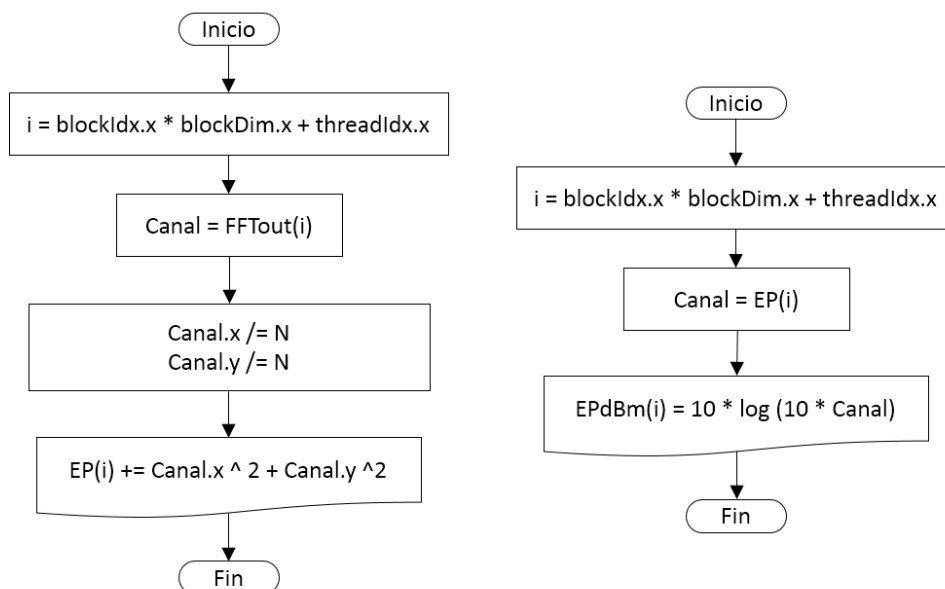 Inicio
i = blockIdx.x * blockDim.x + threadIdx.x
Canal = FFTout(i)
Canal.x /= N
Canal.y /= N
EP(i) += Canal.x ^ 2 + Canal.y ^2
Fin
Inicio
i = blockIdx.x * blockDim.x + threadIdx.x
Canal = EP(i)
EPdBm(i) = 10 * log (10 * Canal)
Fin